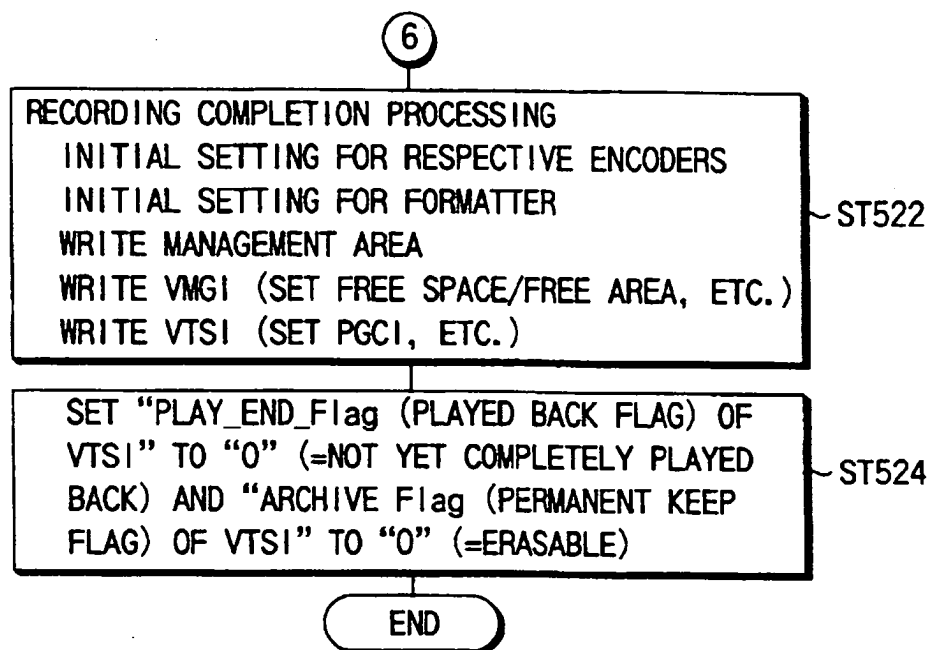 6
RECORDING COMPLETION PROCESSING
INITIAL SETTING FOR RESPECTIVE ENCODERS
INITIAL SETTING FOR FORMATTER
WRITE MANAGEMENT AREA
WRITE VMGI (SET FREE SPACE/FREE AREA, ETC.)
WRITE VTSI (SET PGCI, ETC.)
ST522
SET “PLAY_END_Flag (PLAYED BACK FLAG) OF
VTSI” TO “0” (=NOT YET COMPLETELY PLAYED
BACK) AND “ARCHIVE Flag (PERMANENT KEEP
FLAG) OF VTSI” TO “0” (=ERASABLE)
ST524
END